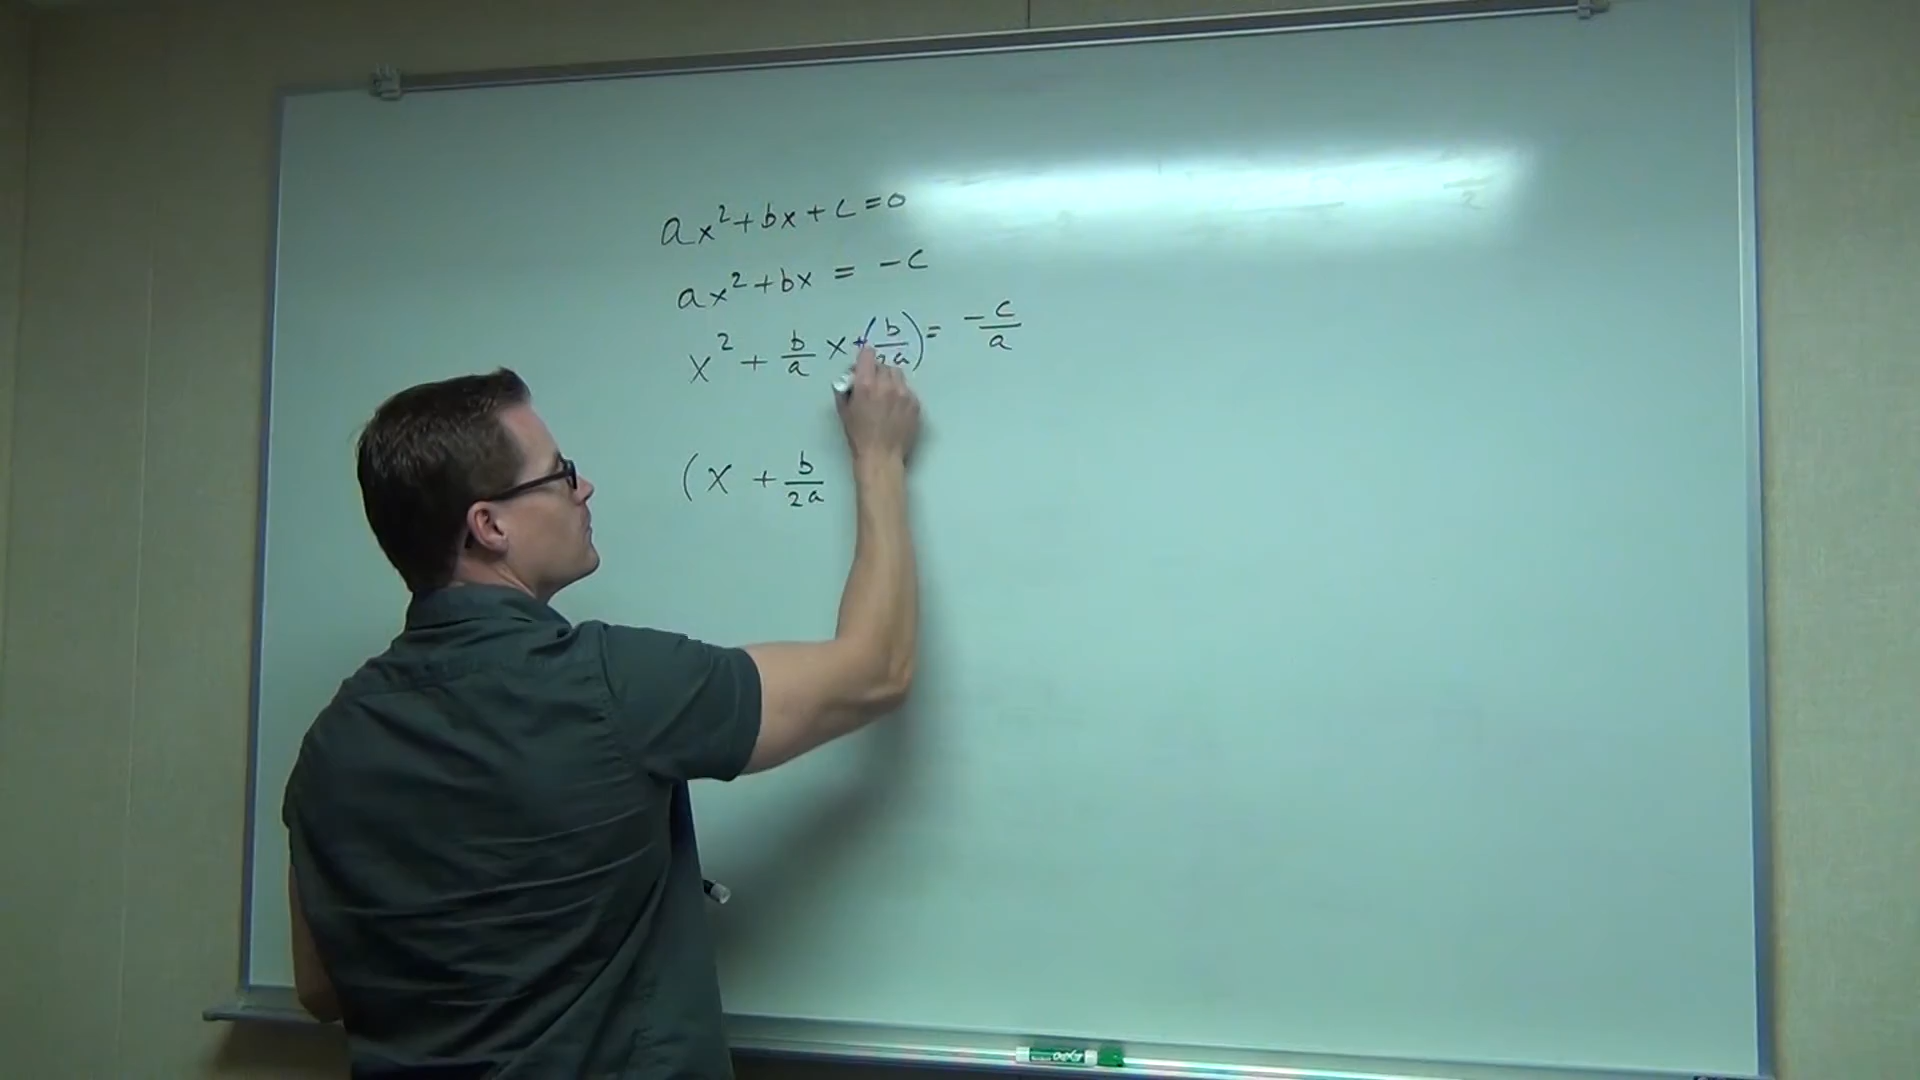 ax²+bx+c=0
ax²+bx = -c
x² + b/a x + (b/2a) = -c/a
(x + b/2a